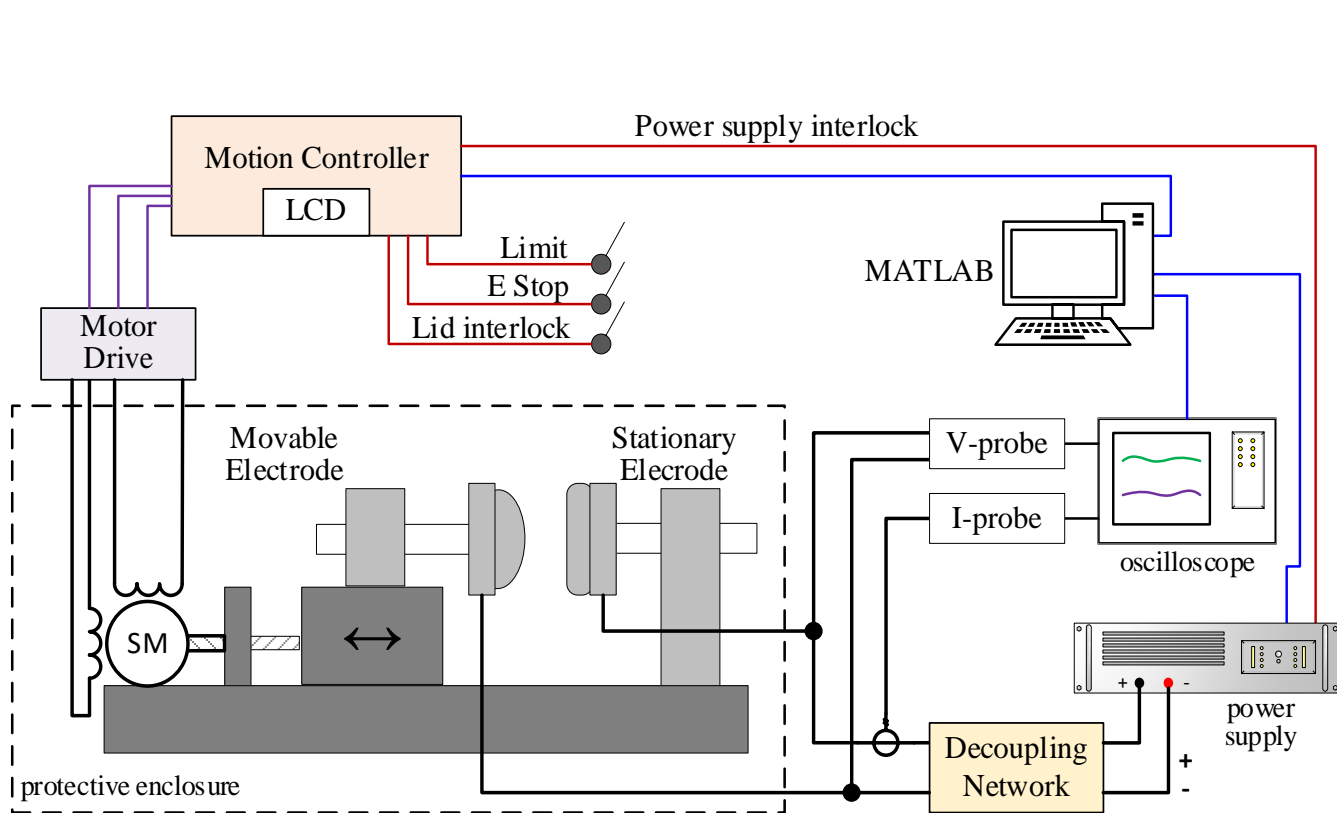 Power supply interlock
Motion Controller
LCD
Limit
E Stop
Lid interlock
MATLAB
Motor
Drive
Movable
Electrode
Stationary
Elecrode
V-probe
I-probe
oscilloscope
SM
+ -
power
supply
Decoupling
Network
+
-
protective enclosure